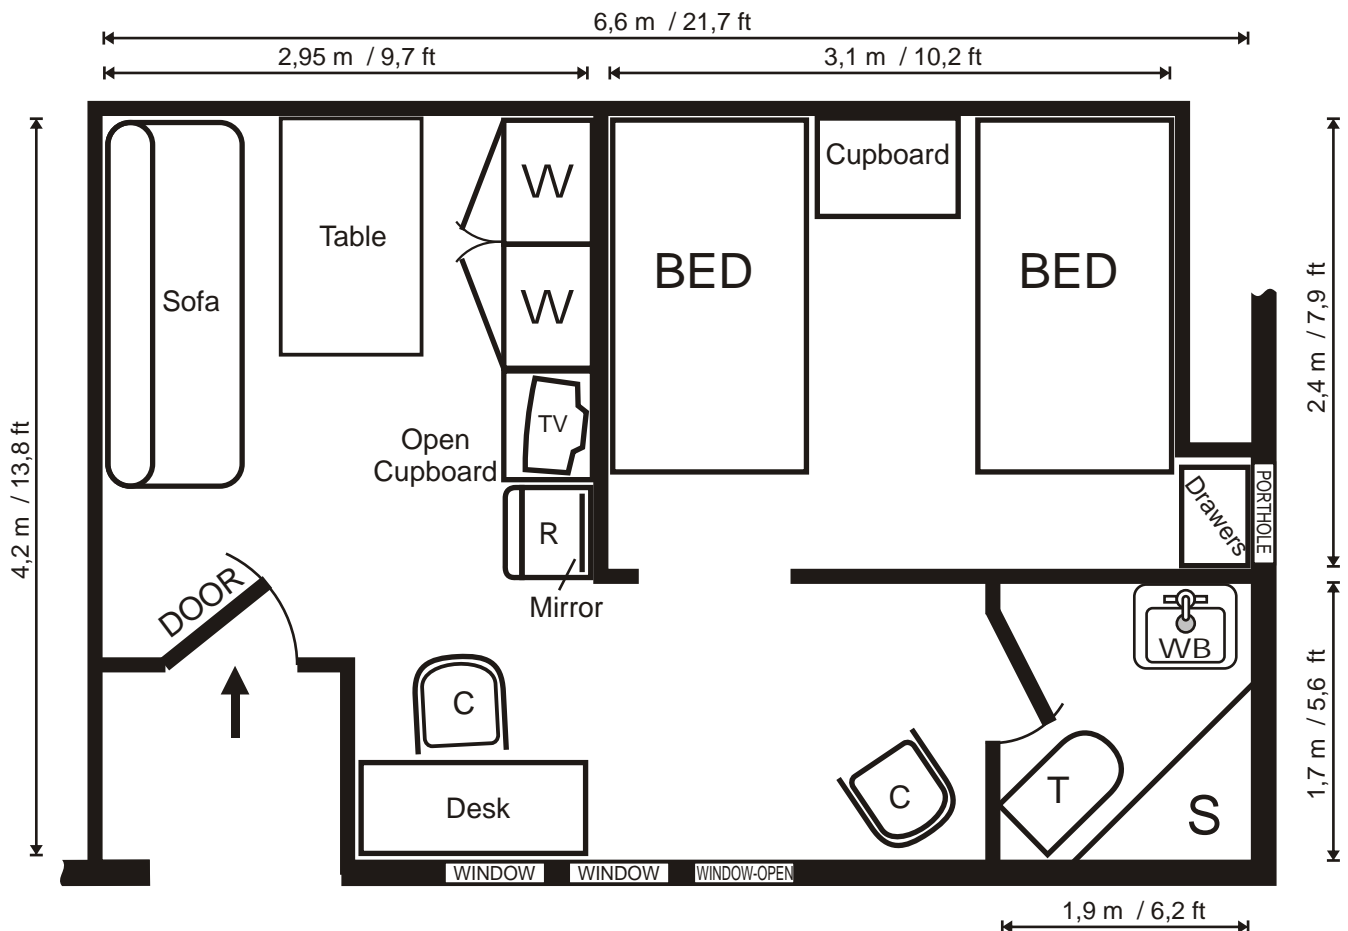 6,6 m / 21,7 ft
2,95 m / 9,7 ft
3,1 m / 10,2 ft
Cupboard
W
Table
BED
BED
Sofa
W
2,4 m / 7,9 ft
TV
Open
Cupboard
4,2 m / 13,8 ft
Drawers
PORTHOLE
R
DOOR
Mirror
WB
C
1,7 m / 5,6 ft
T
C
Desk
S
WINDOW
WINDOW
WINDOW-OPEN
1,9 m / 6,2 ft